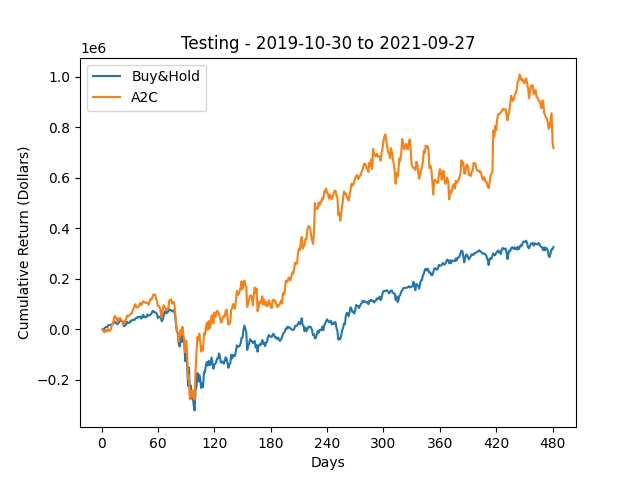 Testing - 2019-10-30 to 2021-09-27
1e6
Buy&Hold
A2C
1.0
0.8
0.6
0.4
0.2
0.0
−0.2
Cumulative Return (Dollars)
0 60 120 180 240 300 360 420 480
Days